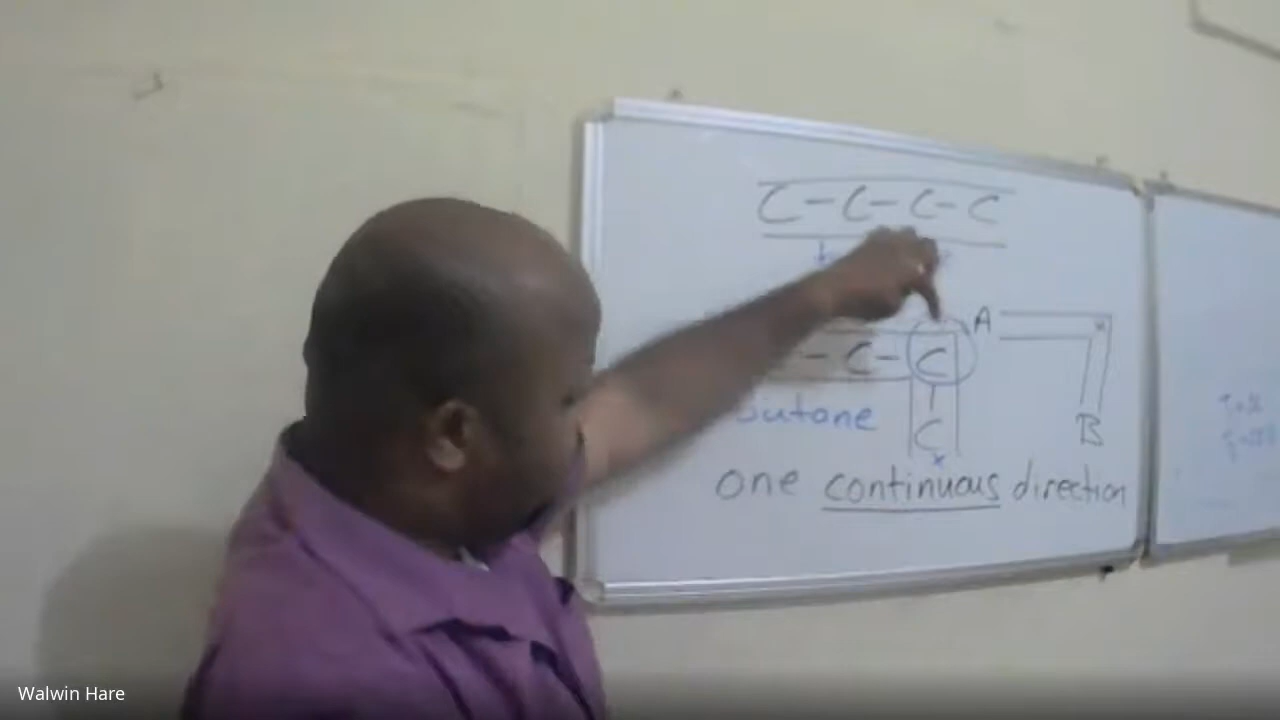 C - C - C - C
A
- C - C
butane
C
B
x
one continuous direction
Walwin Hare